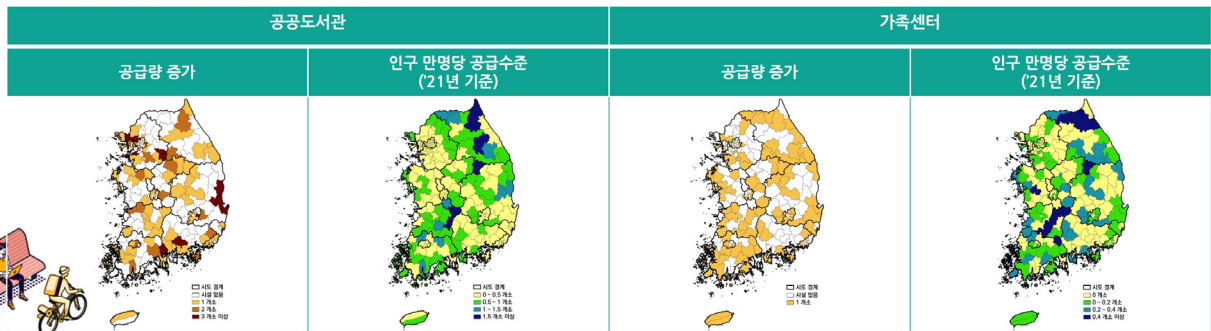 공공도서관
가족센터
공급량 증가
인구 만명당 공급수준
('21년 기준)
공급량 증가
인구 만명당 공급수준
('21년 기준)
시도 경계
시설 없음
1 개소
2 개소
3 개소 이상
시도 경계
0 ~ 0.5 개소
0.5 ~ 1 개소
1 ~ 1.5 개소
1.5 개소 이상
시도 경계
시설 없음
1 개소
시도 경계
0 개소
0 ~ 0.2 개소
0.2 ~ 0.4 개소
0.4 개소 이상